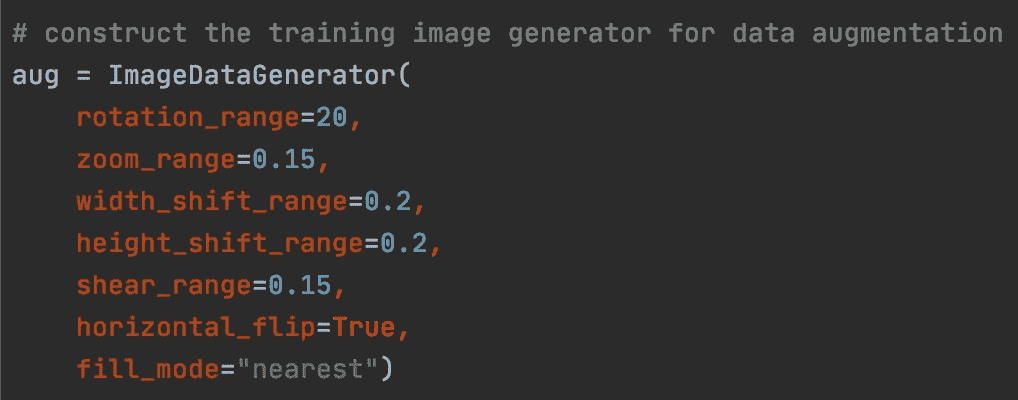 # construct the training image generator for data augmentation
aug = ImageDataGenerator(
    rotation_range=20,
    zoom_range=0.15,
    width_shift_range=0.2,
    height_shift_range=0.2,
    shear_range=0.15,
    horizontal_flip=True,
    fill_mode="nearest")